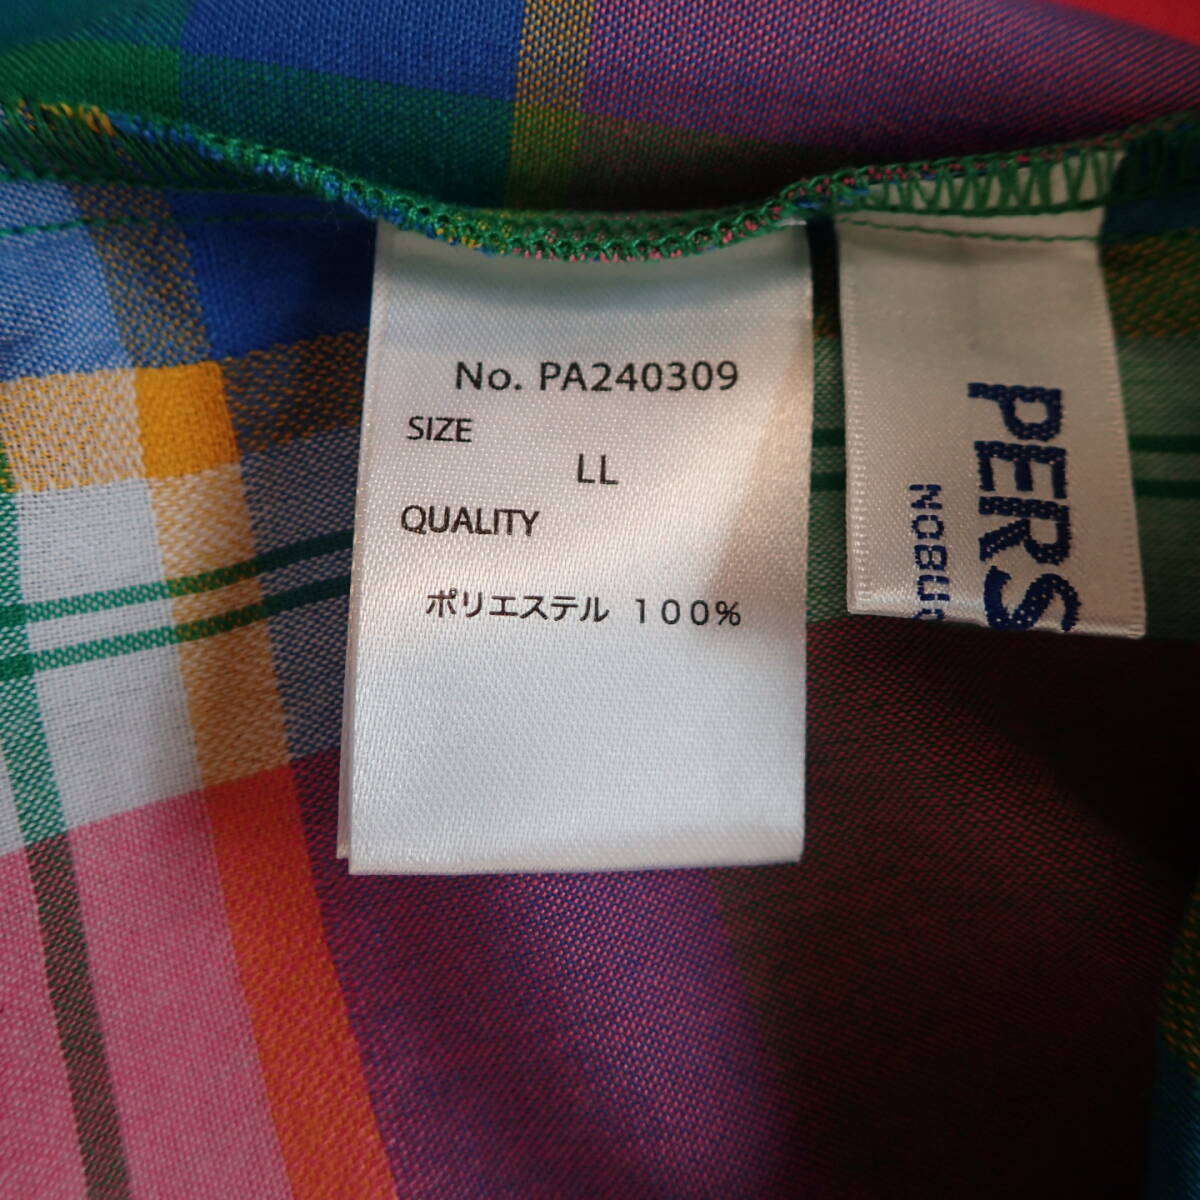 No. PA240309
SIZE
LL
QUALITY
ポリエステル 100%
PERS
NOBU